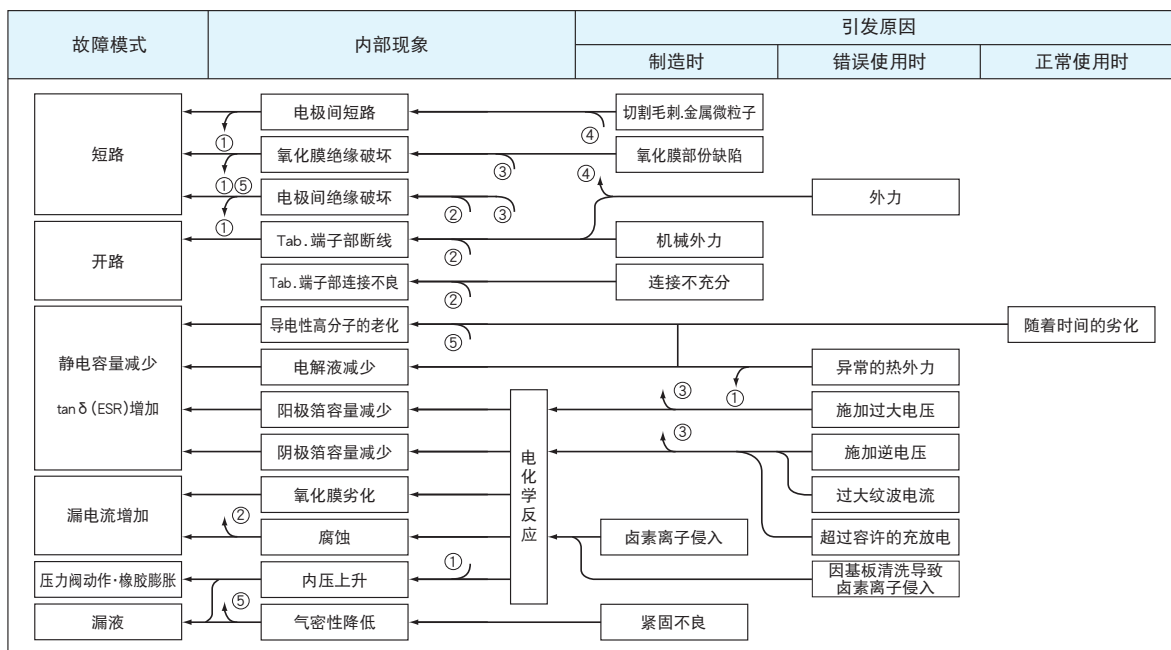 故障模式
内部现象
引发原因
制造时
错误使用时
正常使用时
电极间短路
切割毛刺.金属微粒子
①
④
短路
氧化膜绝缘破坏
③
氧化膜部份缺陷
①⑤
④
电极间绝缘破坏
②
③
外力
①
开路
Tab.端子部断线
②
机械外力
Tab.端子部连接不良
②
连接不充分
导电性高分子的老化
⑤
随着时间的劣化
静电容量减少
tanδ(ESR)增加
电解液减少
①
异常的热外力
阳极箔容量减少
③
施加过大电压
阴极箔容量减少
③
施加逆电压
电化学反应
漏电流增加
氧化膜劣化
过大纹波电流
②
腐蚀
卤素离子侵入
超过容许的充放电
压力阀动作·橡胶膨胀
内压上升
①
因基板清洗导致
卤素离子侵入
⑤
漏液
气密性降低
紧固不良